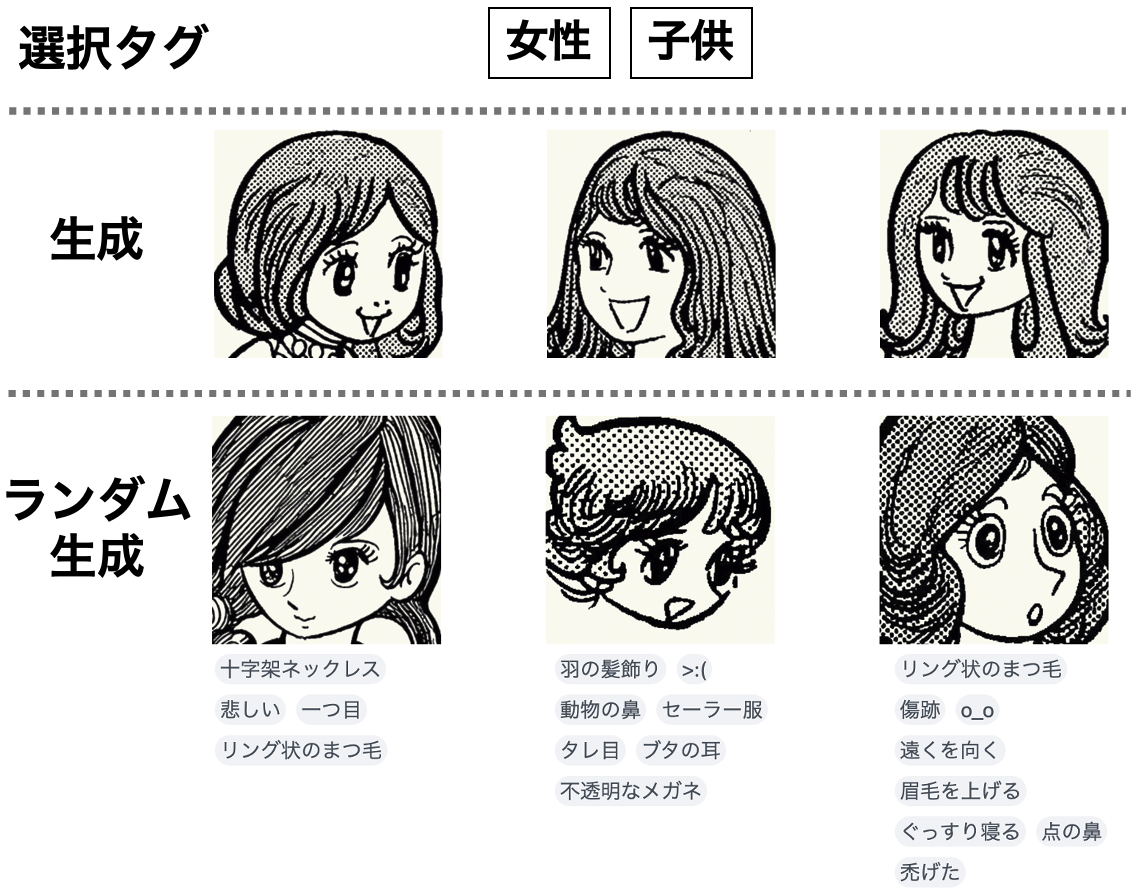 選択タグ
女性 子供
生成
ランダム
生成
十字架ネックレス
悲しい 一つ目
リング状のまつ毛
羽の髪飾り >:(
動物の鼻 セーラー服
タレ目 ブタの耳
不透明なメガネ
リング状のまつ毛
傷跡 o_o
遠くを向く
眉毛を上げる
ぐっすり寝る 点の鼻
禿げた